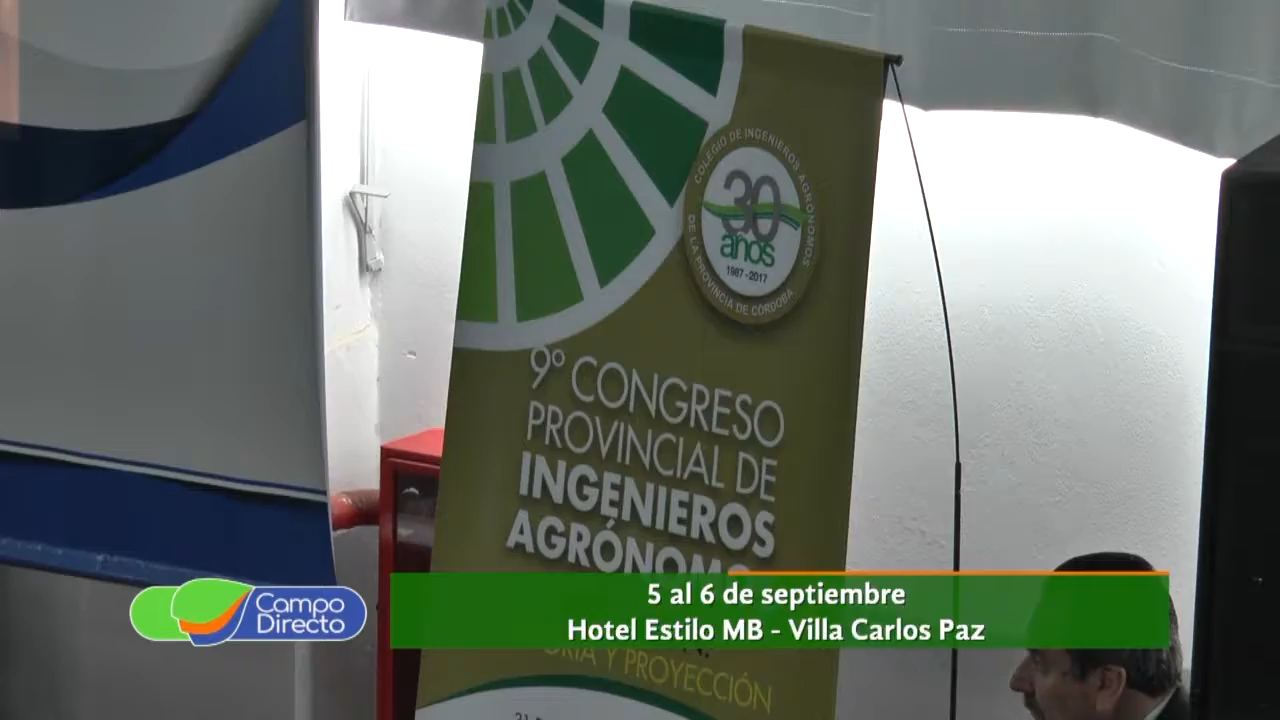 COLEGIO DE INGENIEROS AGRÓNOMOS
DE LA PROVINCIA DE CÓRDOBA
30
años
1987-2017
9º CONGRESO
PROVINCIAL DE
INGENIEROS
AGRÓNOMOS
Y PROYECCIÓN
Campo
Directo
5 al 6 de septiembre
Hotel Estilo MB - Villa Carlos Paz